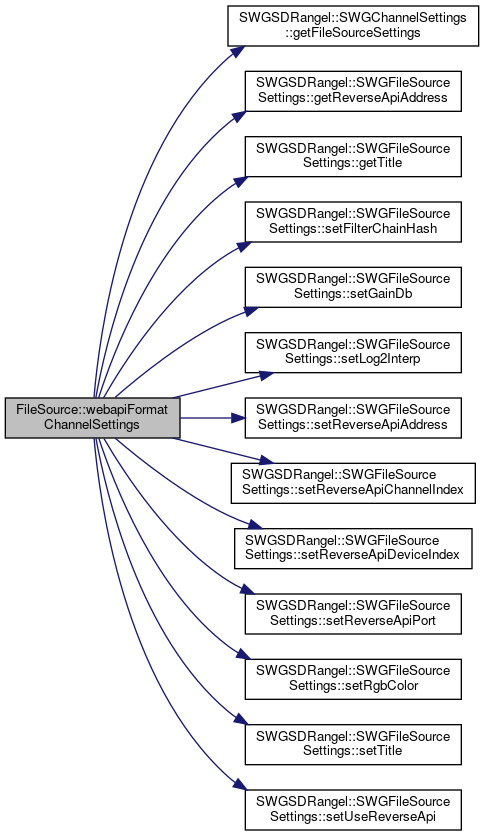 SWGSDRangel::SWGChannelSettings
::getFileSourceSettings
SWGSDRangel::SWGFileSource
Settings::getReverseApiAddress
SWGSDRangel::SWGFileSource
Settings::getTitle
SWGSDRangel::SWGFileSource
Settings::setFilterChainHash
SWGSDRangel::SWGFileSource
Settings::setGainDb
SWGSDRangel::SWGFileSource
Settings::setLog2Interp
FileSource::webapiFormat
ChannelSettings
SWGSDRangel::SWGFileSource
Settings::setReverseApiAddress
SWGSDRangel::SWGFileSource
Settings::setReverseApiChannelIndex
SWGSDRangel::SWGFileSource
Settings::setReverseApiDeviceIndex
SWGSDRangel::SWGFileSource
Settings::setReverseApiPort
SWGSDRangel::SWGFileSource
Settings::setRgbColor
SWGSDRangel::SWGFileSource
Settings::setTitle
SWGSDRangel::SWGFileSource
Settings::setUseReverseApi